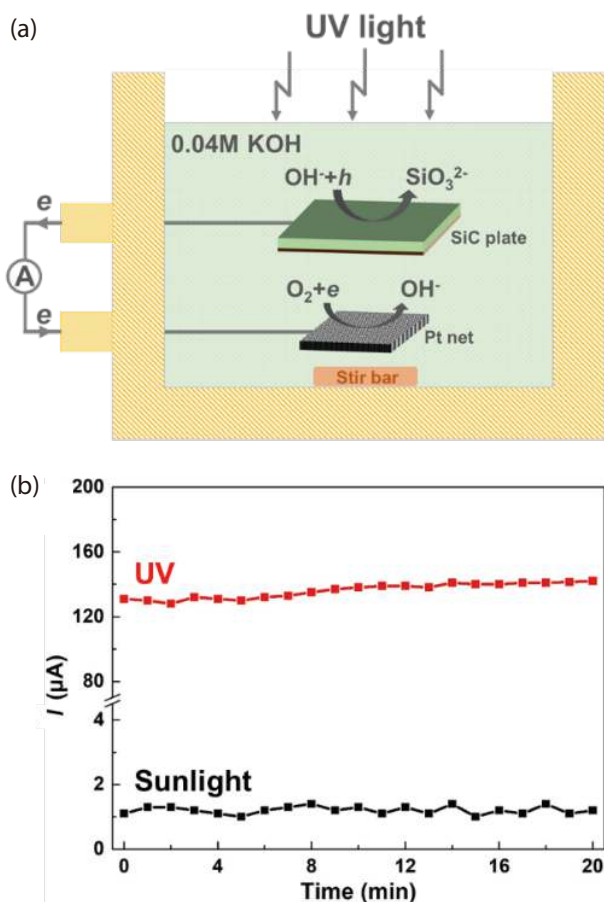 (a)
UV light
0.04M KOH
OH⁻+h
SiO₃²⁻
e
SiC plate
A
O₂+e
OH⁻
e
Pt net
Stir bar
(b)
200
160
120
80
4
2
0
I (μA)
UV
Sunlight
0
4
8
12
16
20
Time (min)